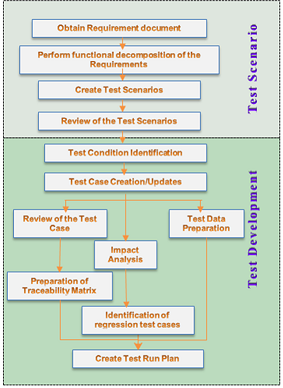 Obtain Requirement document
Perform functional decomposition of the
Requirements
Create Test Scenarios
Review of the Test Scenarios
Test Scenario
Test Condition Identification
Test Case Creation/Updates
Review of the Test
Case
Test Data
Preparation
Impact
Analysis
Preparation of
Traceability Matrix
Identification of
regression test cases
Create Test Run Plan
Test Development